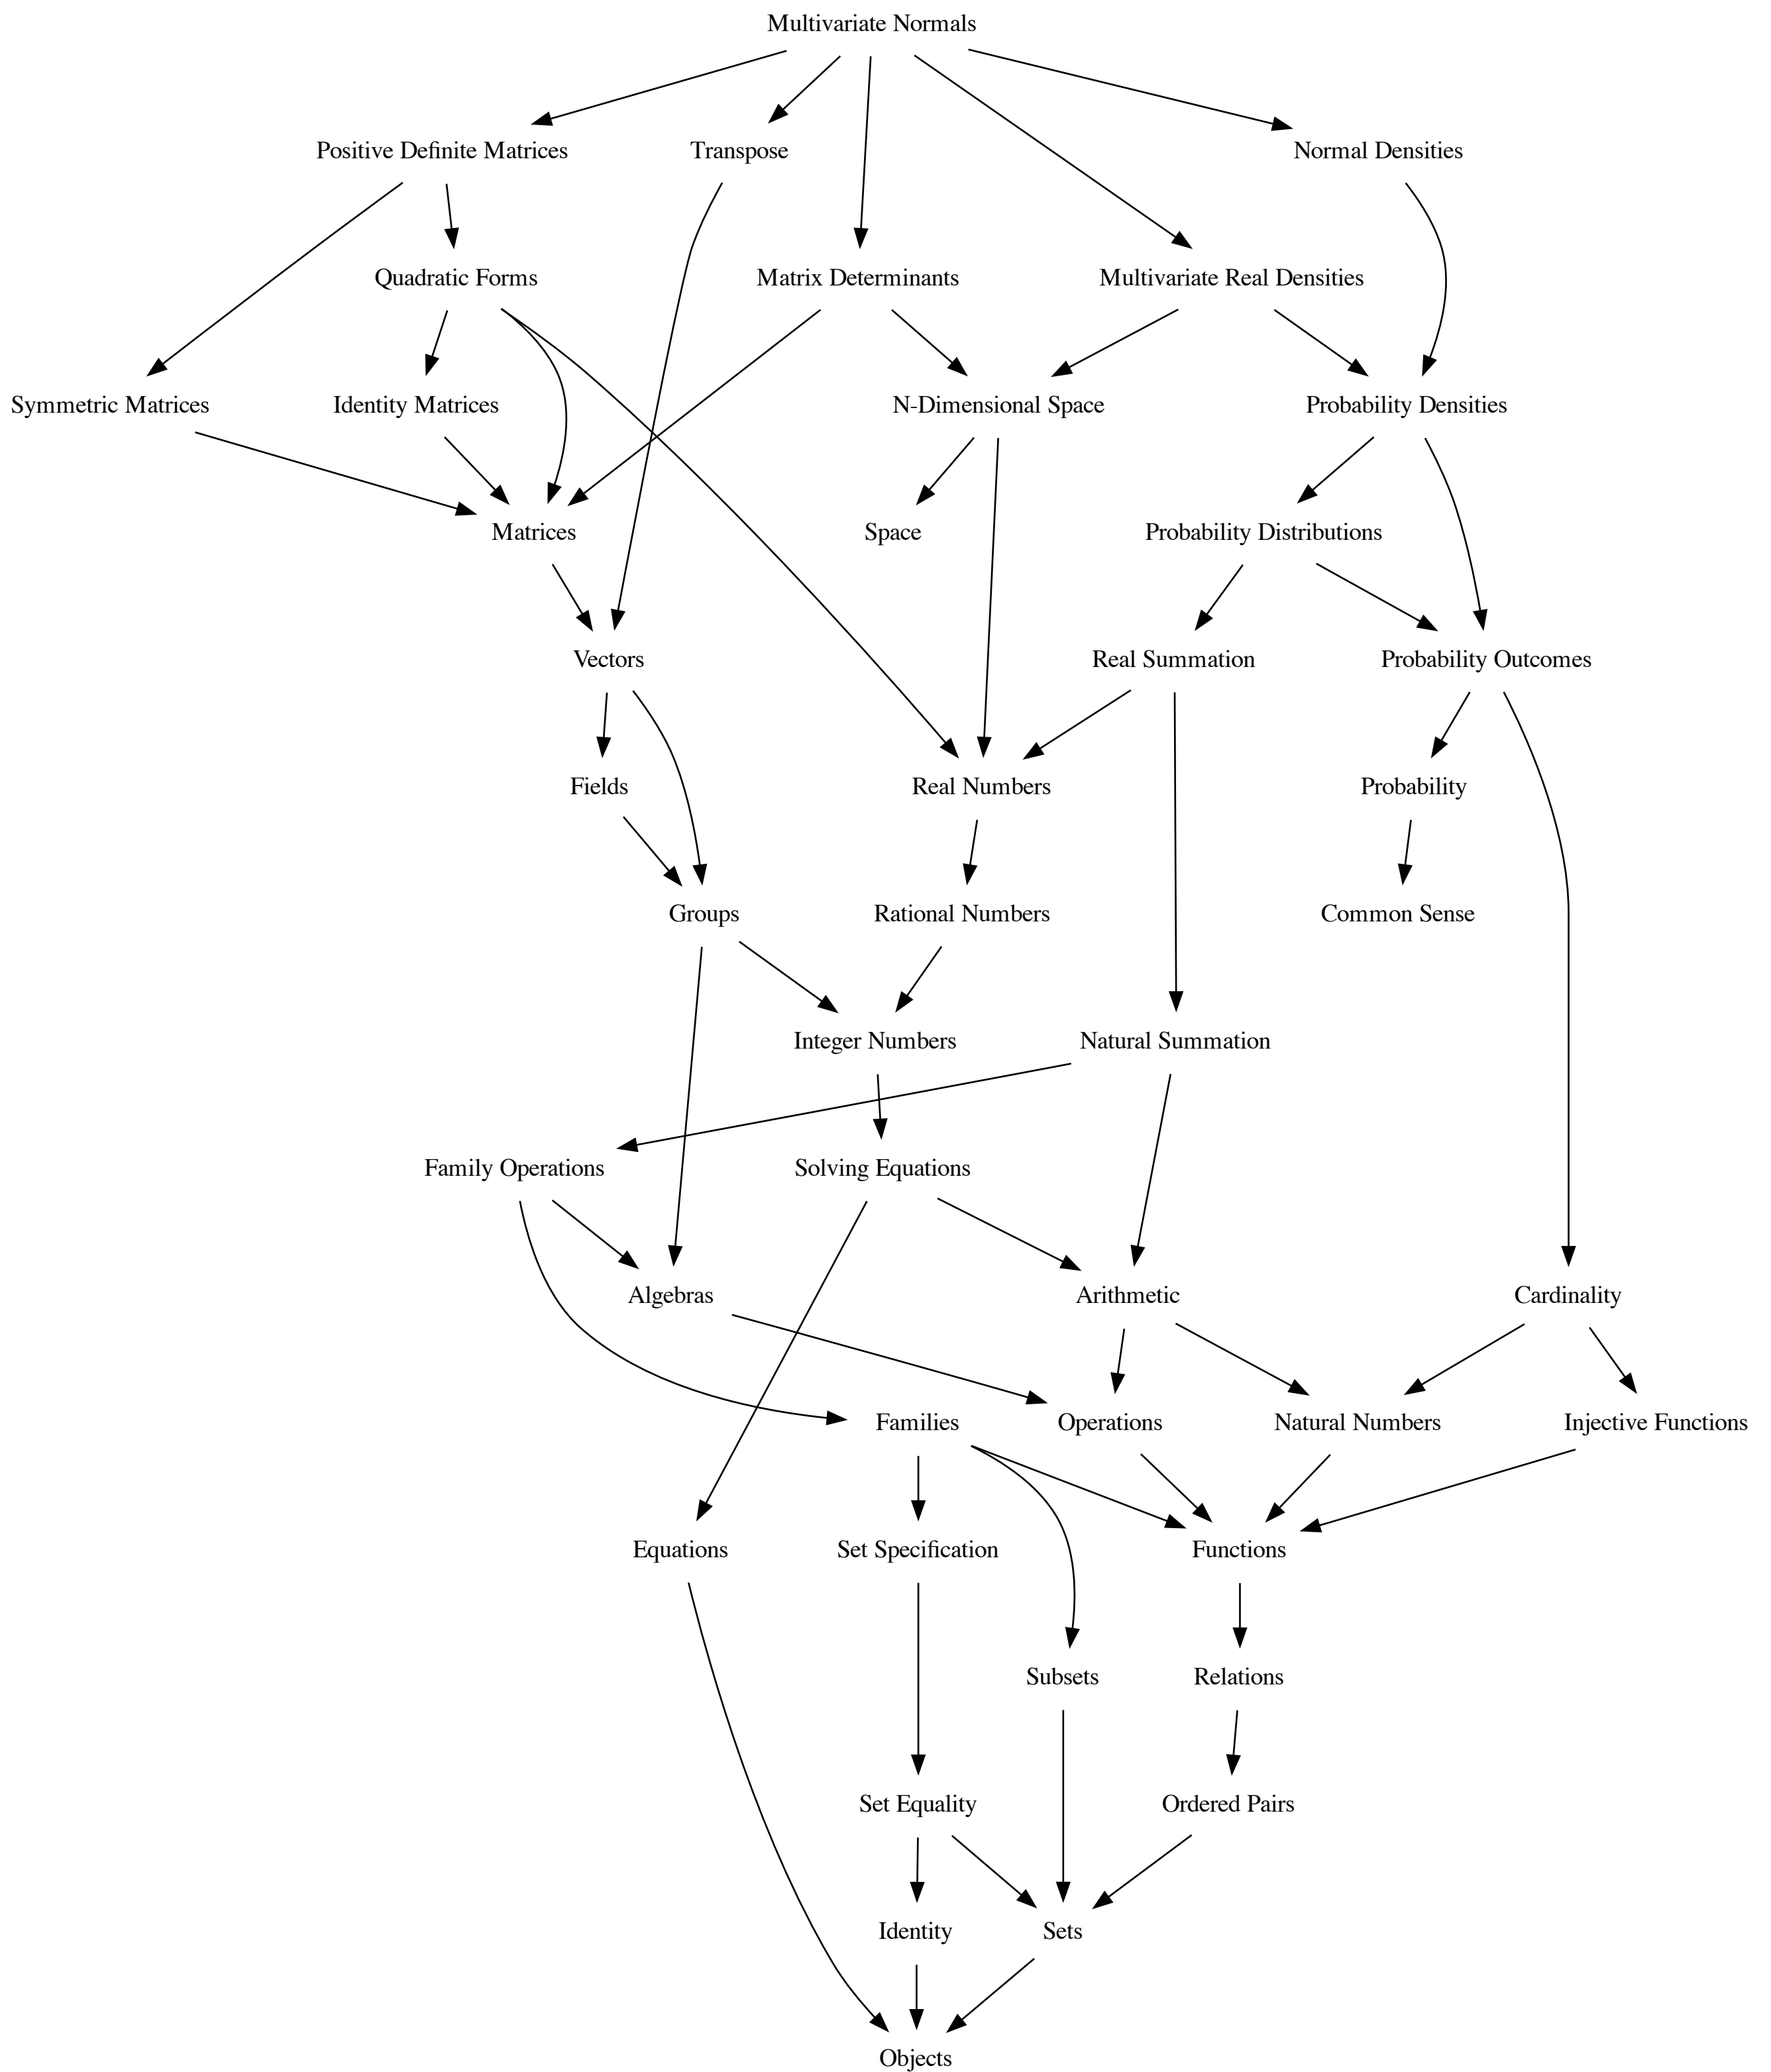 Multivariate Normals
Positive Definite Matrices
Transpose
Normal Densities
Quadratic Forms
Matrix Determinants
Multivariate Real Densities
Symmetric Matrices
Identity Matrices
N-Dimensional Space
Probability Densities
Matrices
Space
Probability Distributions
Vectors
Real Summation
Probability Outcomes
Fields
Real Numbers
Probability
Groups
Rational Numbers
Common Sense
Integer Numbers
Natural Summation
Family Operations
Solving Equations
Algebras
Arithmetic
Cardinality
Families
Operations
Natural Numbers
Injective Functions
Equations
Set Specification
Functions
Subsets
Relations
Set Equality
Ordered Pairs
Identity
Sets
Objects